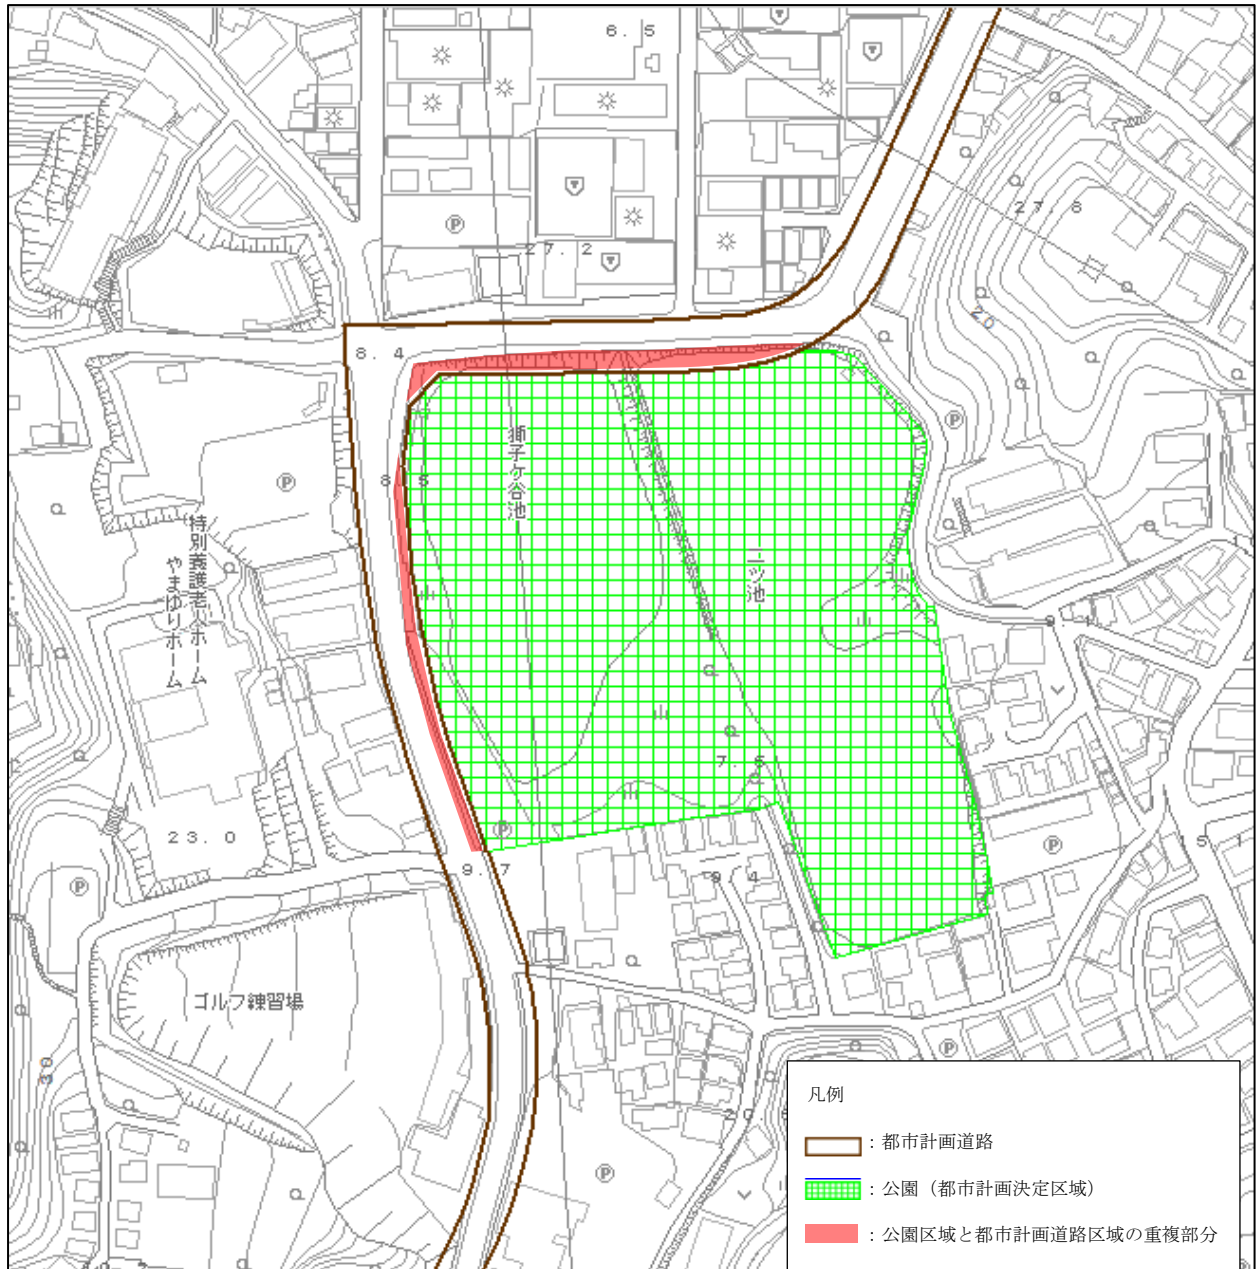 6.5
27.2
27.8
20
8.4
8.5
獅子ケ谷池
二ツ池
特別養護老人ホーム
やまゆりホーム
7.5
23.0
9.7
9.4
ゴルフ練習場
30
凡例
：都市計画道路
：公園（都市計画決定区域）
：公園区域と都市計画道路区域の重複部分